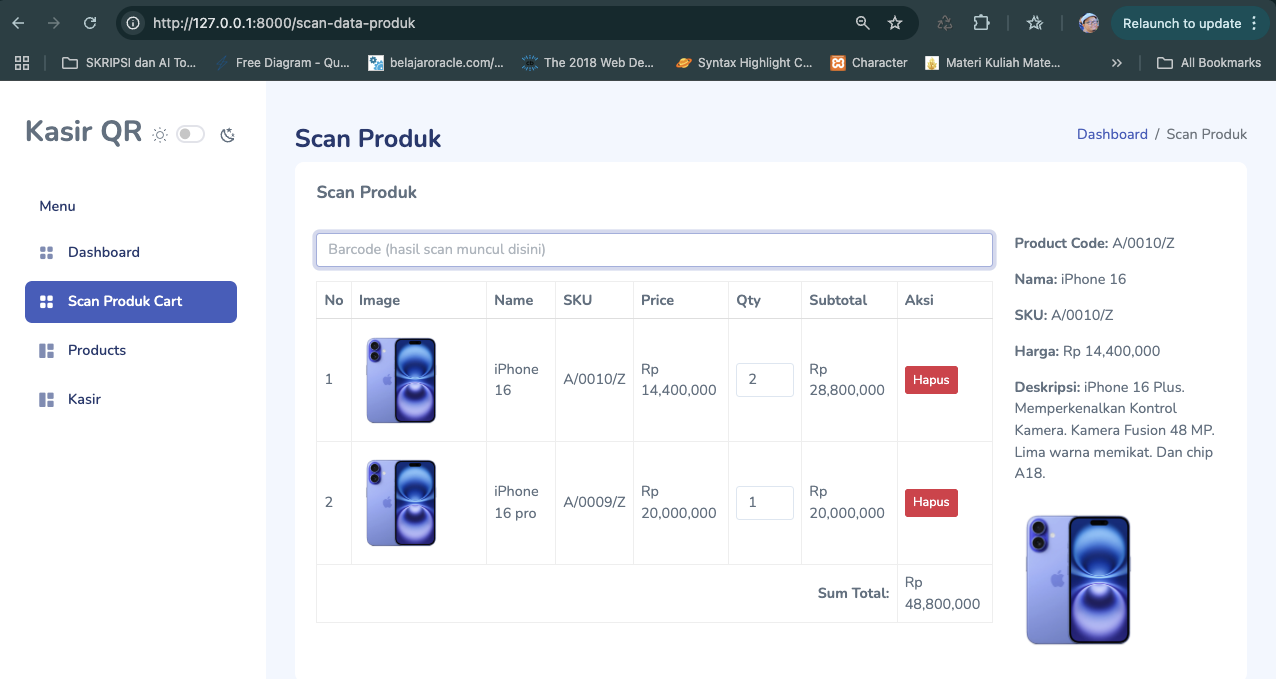 http://127.0.0.1:8000/scan-data-produk
Relaunch to update
SKRIPSI dan AI To...
Free Diagram - Qu...
belajaroracle.com/...
The 2018 Web De...
Syntax Highlight C...
Character
Materi Kuliah Mate...
All Bookmarks
Kasir QR
Menu
Dashboard
Scan Produk Cart
Products
Kasir
Scan Produk
Dashboard / Scan Produk
Scan Produk
Barcode (hasil scan muncul disini)
No Image Name SKU Price Qty Subtotal Aksi
1 iPhone 16 A/0010/Z Rp 14,400,000 2 Rp 28,800,000 Hapus
2 iPhone 16 pro A/0009/Z Rp 20,000,000 1 Rp 20,000,000 Hapus
Sum Total: Rp 48,800,000
Product Code: A/0010/Z
Nama: iPhone 16
SKU: A/0010/Z
Harga: Rp 14,400,000
Deskripsi: iPhone 16 Plus.
Memperkenalkan Kontrol
Kamera. Kamera Fusion 48 MP.
Lima warna memikat. Dan chip
A18.